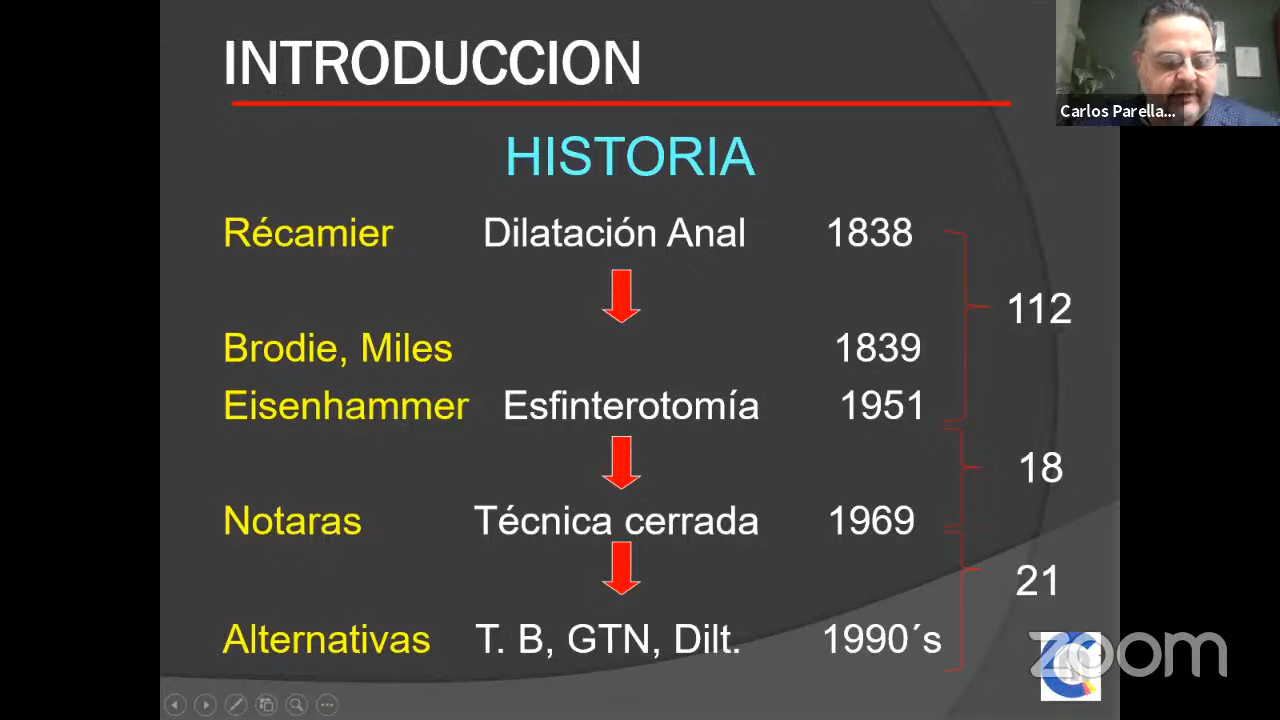 INTRODUCCION
Carlos Parella...
HISTORIA
Récamier Dilatación Anal 1838
112
Brodie, Miles 1839
Eisenhammer Esfinterotomía 1951
18
Notaras Técnica cerrada 1969
21
Alternativas T. B, GTN, Dilt. 1990´s
zoom